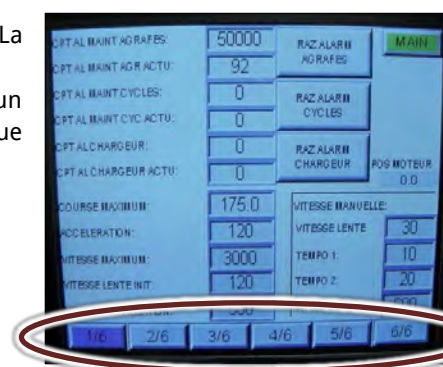 La
un
que
CPT AL MAINT AGRAFES: 50000 RAZ ALARM AGRAFES MAIN
CPT AL MAINT AGR ACTU: 92
CPT AL MAINT CYCLES: 0 RAZ ALARM CYCLES
CPT AL MAINT CYC ACTU: 0
CPT AL CHARGEUR: 0 RAZ ALARM CHARGEUR POS MOTEUR
CPT AL CHARGEUR ACTU: 0 0.0
COURSE MAXIMUM: 175.0 VITESSE MANUELLE:
ACCELERATION: 120 VITESSE LENTE 30
VITESSE MAXIMUM: 3000 TEMPO 1: 10
VITESSE LENTE INIT 120 TEMPO 2: 20
1/6 2/6 3/6 4/6 5/6 6/6